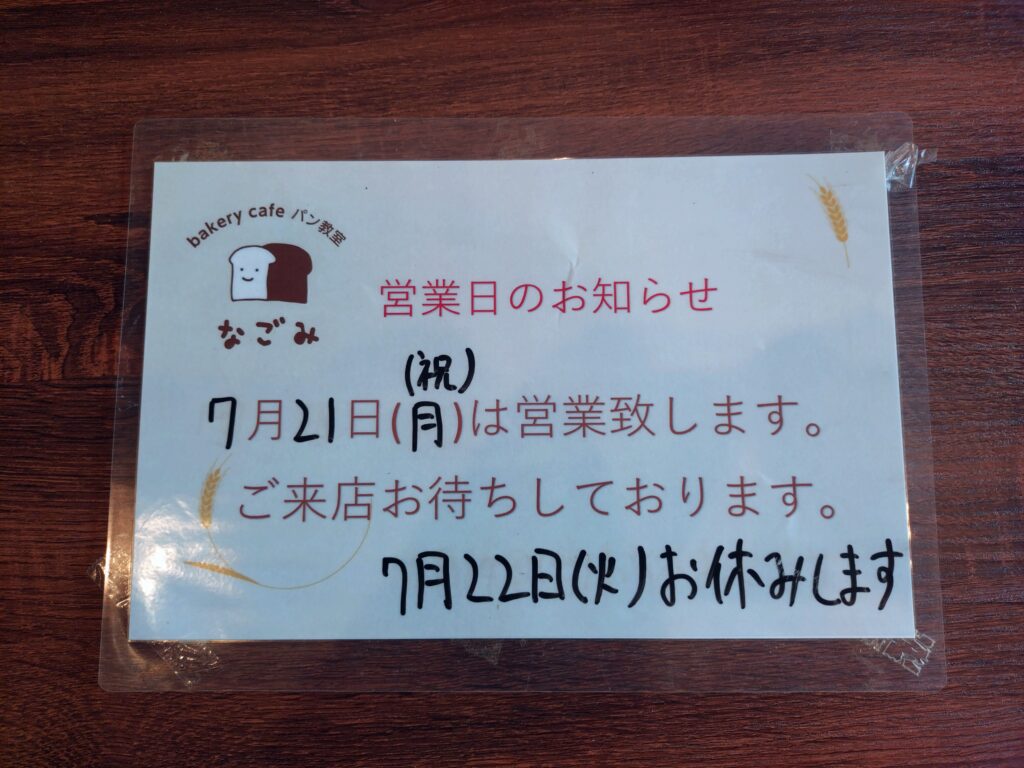 bakery cafe パン教室
なごみ
営業日のお知らせ
(祝)
7月21日(月)は営業致します。
ご来店お待ちしております。
7月22日(火)お休みします